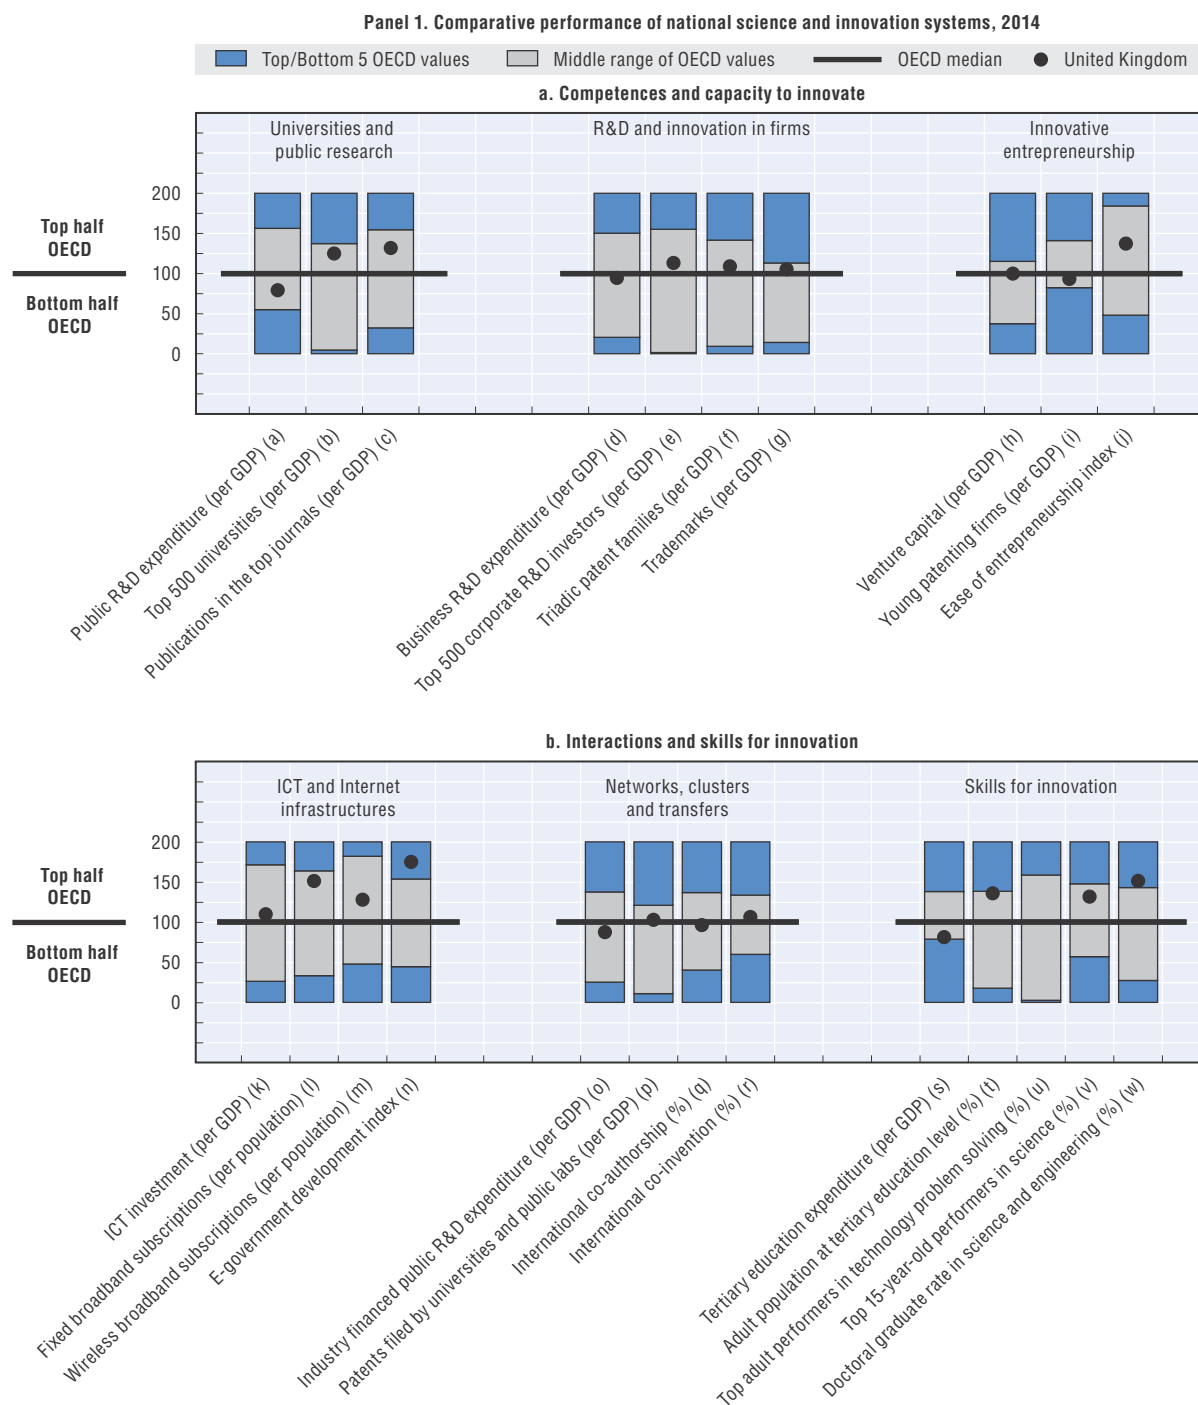 Panel 1. Comparative performance of national science and innovation systems, 2014
Top/Bottom 5 OECD values
Middle range of OECD values
OECD median
United Kingdom
a. Competences and capacity to innovate
Universities and
public research
R&D and innovation in firms
Innovative
entrepreneurship
200
150
100
50
0
Top half
OECD
Bottom half
OECD
Public R&D expenditure (per GDP) (a)
Top 500 universities (per GDP) (b)
Publications in the top journals (per GDP) (c)
Business R&D expenditure (per GDP) (d)
Top 500 corporate R&D investors (per GDP) (e)
Triadic patent families (per GDP) (f)
Trademarks (per GDP) (g)
Venture capital (per GDP) (h)
Young patenting firms (per GDP) (i)
Ease of entrepreneurship index (j)
b. Interactions and skills for innovation
ICT and Internet
infrastructures
Networks, clusters
and transfers
Skills for innovation
200
150
100
50
0
Top half
OECD
Bottom half
OECD
ICT investment (per GDP) (k)
Fixed broadband subscriptions (per population) (l)
Wireless broadband subscriptions (per population) (m)
E-government development index (n)
Industry financed public R&D expenditure (per GDP) (o)
Patents filed by universities and public labs (per GDP) (p)
International co-authorship (%) (q)
International co-invention (%) (r)
Tertiary education expenditure (per GDP) (s)
Adult population at tertiary education level (%) (t)
Top adult performers in technology problem solving (%) (u)
Top 15-year-old performers in science (%) (v)
Doctoral graduate rate in science and engineering (%) (w)